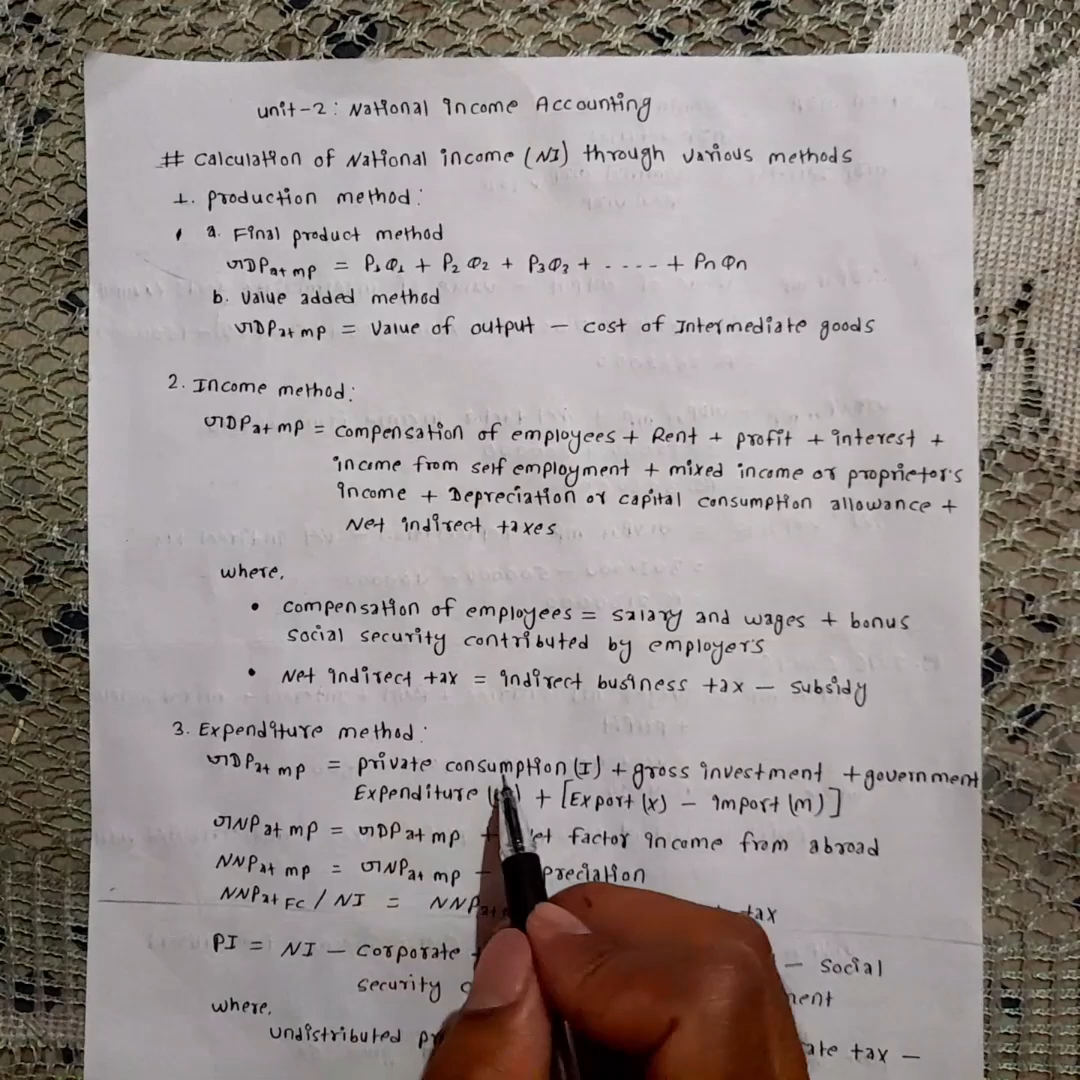 unit-2: National income Accounting
# calculation of National income (NI) through various methods
1. production method:
a. Final product method
GDPat mp = P1Q1 + P2Q2 + P3Q3 + ..... + PnQn
b. value added method
GDPat mp = value of output - cost of Intermediate goods
2. Income method:
GDPat mp = compensation of employees + Rent + profit + interest +
income from self employment + mixed income or proprietor's
income + Depreciation or capital consumption allowance +
Net indirect taxes
where,
• compensation of employees = salary and wages + bonus
social security contributed by employer's
• Net indirect tax = indirect business tax - subsidy
3. Expenditure method:
GDPat mp = private consumption (I) + gross investment + government
Expenditure + [Export (x) - import (m)]
GNPat mp = GDPat mp + factor income from abroad
NNPat mp = GNPat mp -
NNPat FC / NI = NNP tax
PI = NI - corporate - social
security
where,
undistributed tax -